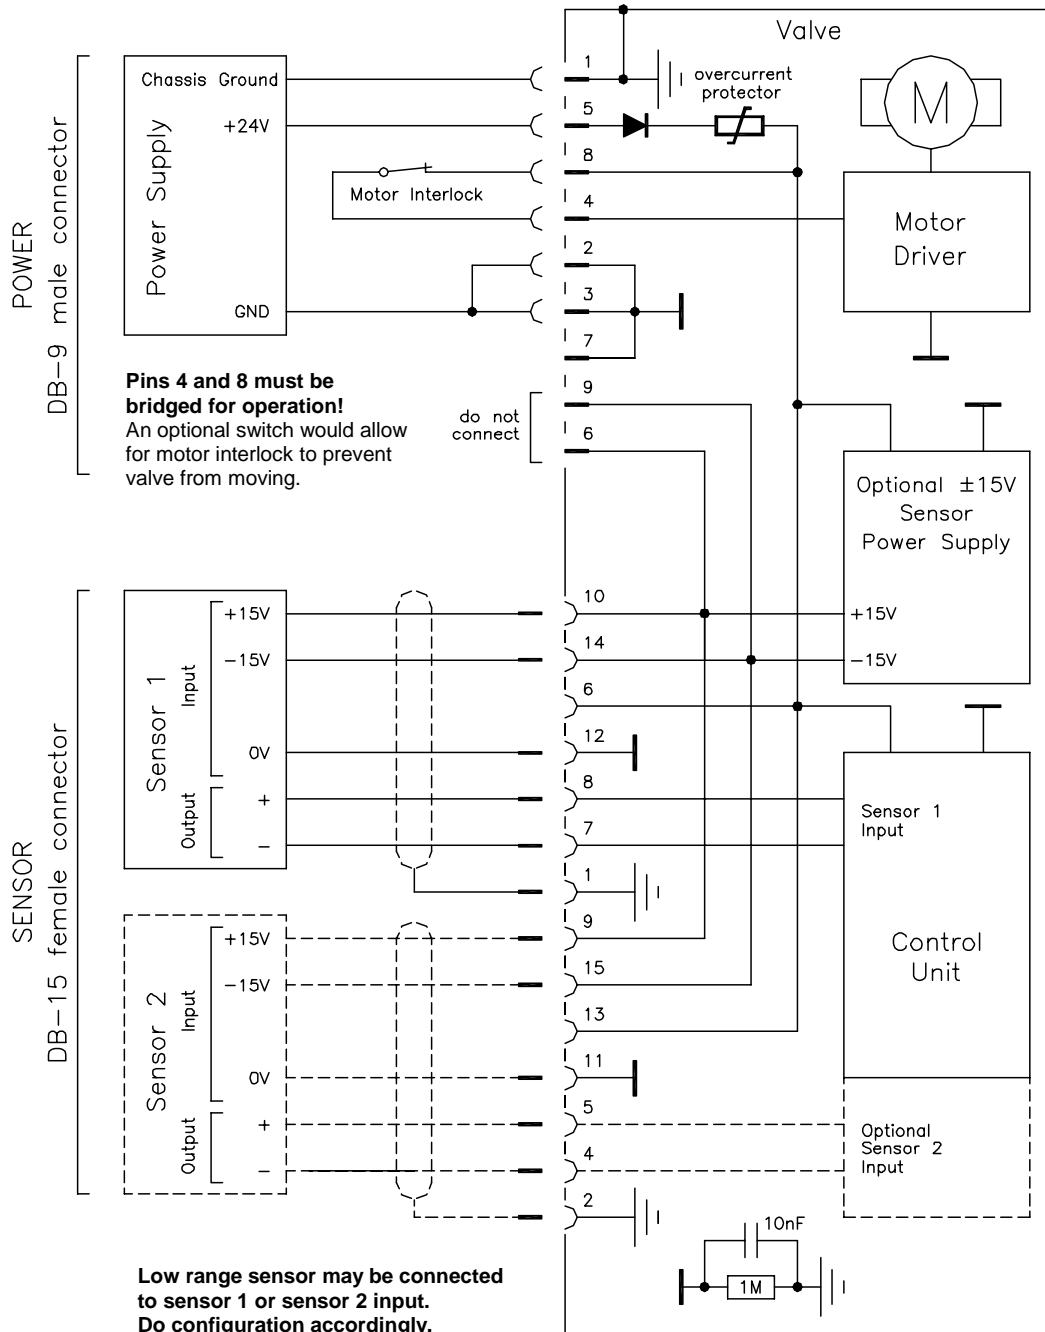 Valve
POWER
DB-9 male connector
Power Supply
Chassis Ground
+24V
Motor Interlock
GND
1
5
8
4
2
3
7
9
6
overcurrent
protector
M
Motor
Driver
Pins 4 and 8 must be
bridged for operation!
An optional switch would allow
for motor interlock to prevent
valve from moving.
do not
connect
Optional ±15V
Sensor
Power Supply
+15V
-15V
SENSOR
DB-15 female connector
Sensor 1
Input
+15V
-15V
0V
Output
+
-
10
14
6
12
8
7
1
9
15
13
11
5
4
2
Sensor 1
Input
Control
Unit
Sensor 2
Input
+15V
-15V
0V
Output
+
-
Optional
Sensor 2
Input
10nF
1M
Low range sensor may be connected
to sensor 1 or sensor 2 input.
Do configuration accordingly.